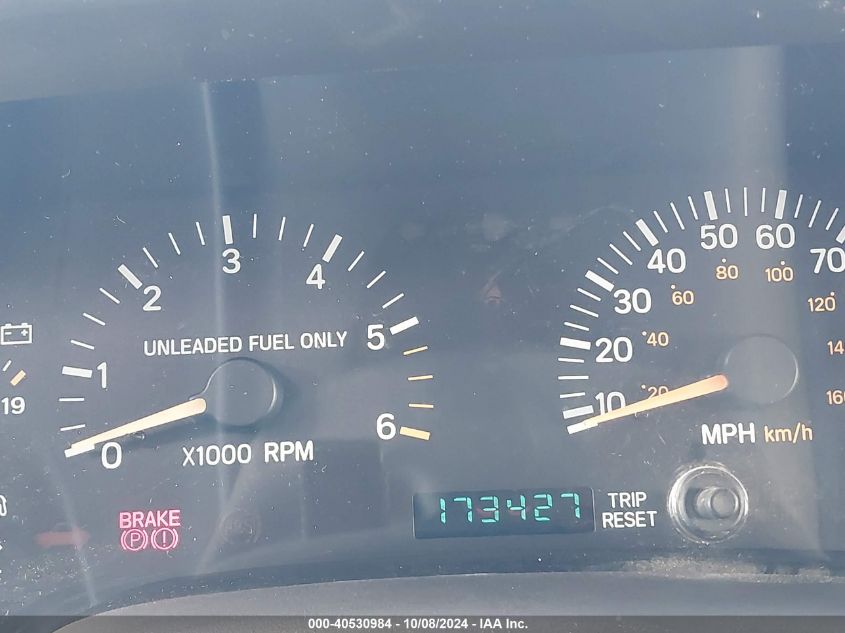 3
2
4
UNLEADED FUEL ONLY
5
1
19
0
6
X1000 RPM
BRAKE
P !
50 60
40 70
80 100
30 60
120
20 40
10 20
MPH km/h
173427
TRIP
RESET
000-40530984 - 10/08/2024 - IAA Inc.